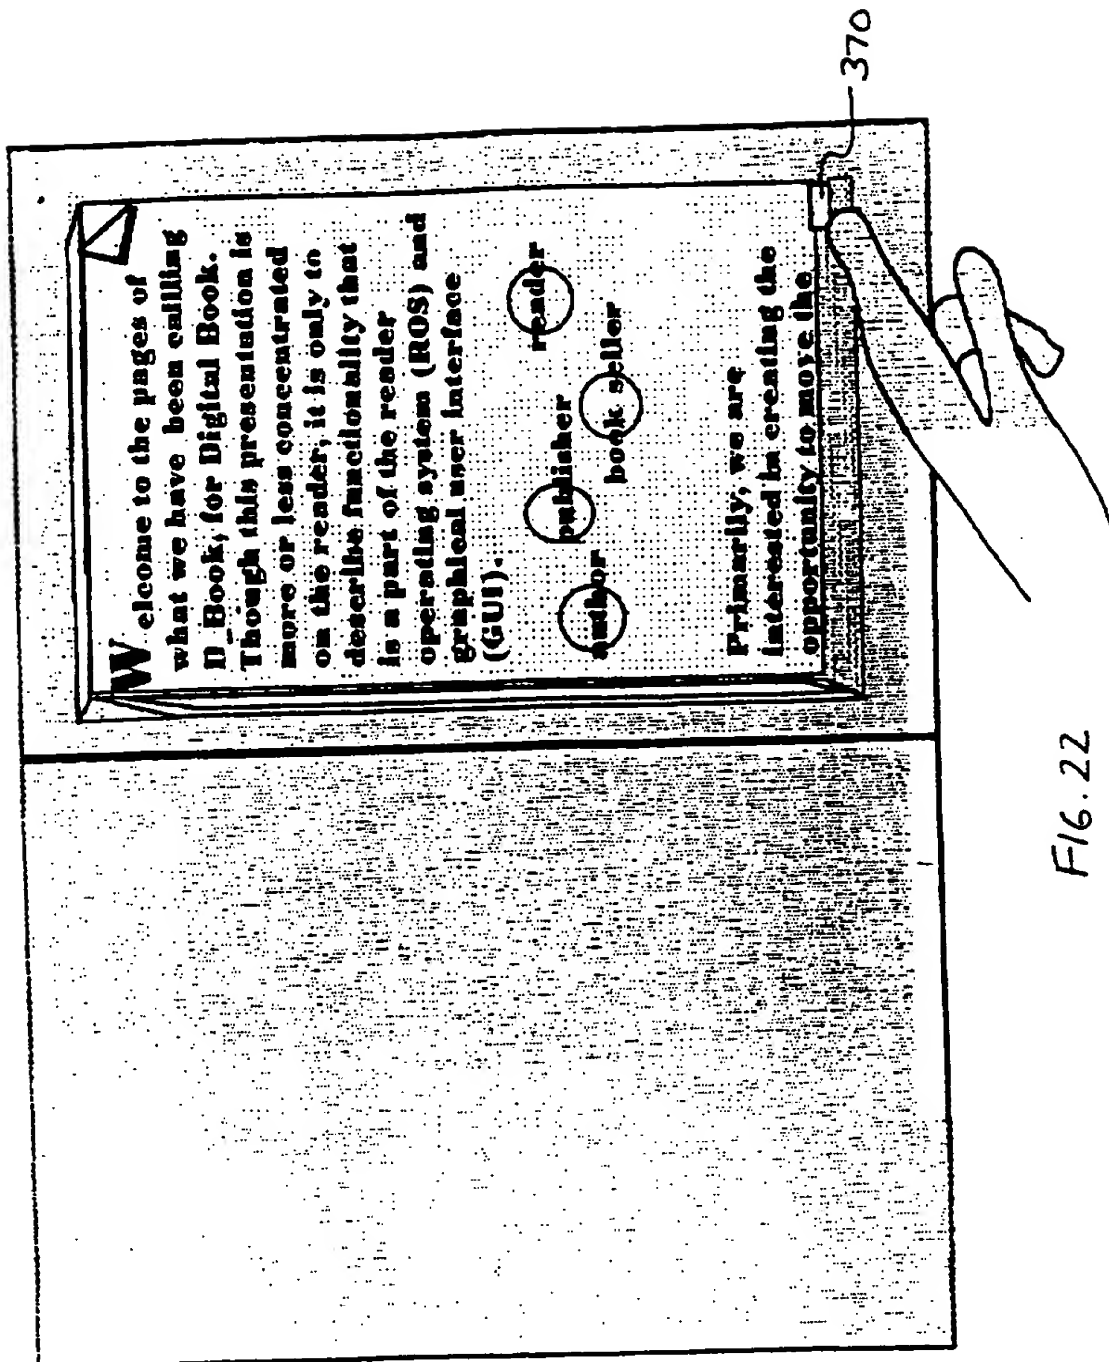 Welcome to the pages of
what we have been callling
D_Book, for Digital Book.
Though this presentation is
more or less concentrated
on the reader, it is only to
describe functionality that
is a part of the reader
operating system (ROS) and
graphical user interface
(GUI).
reader
publisher
book seller
author
Primarily, we are
interested in creating the
opportunity to move the
370
FIG. 22